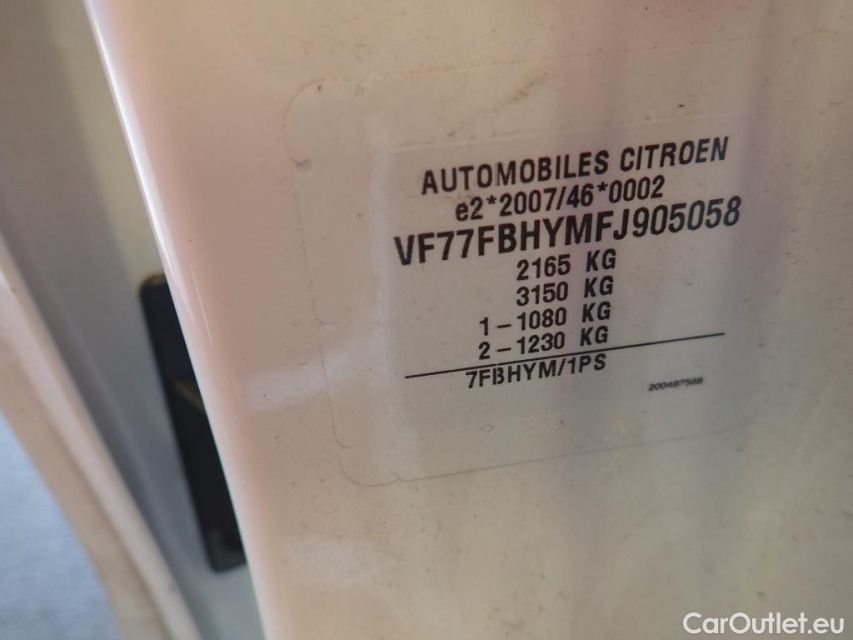 AUTOMOBILES CITROEN
e2*2007/46*0002
VF77FBHYMFJ905058
2165 KG
3150 KG
1-1080 KG
2-1230 KG
7FBHYM/1PS
CarOutlet.eu